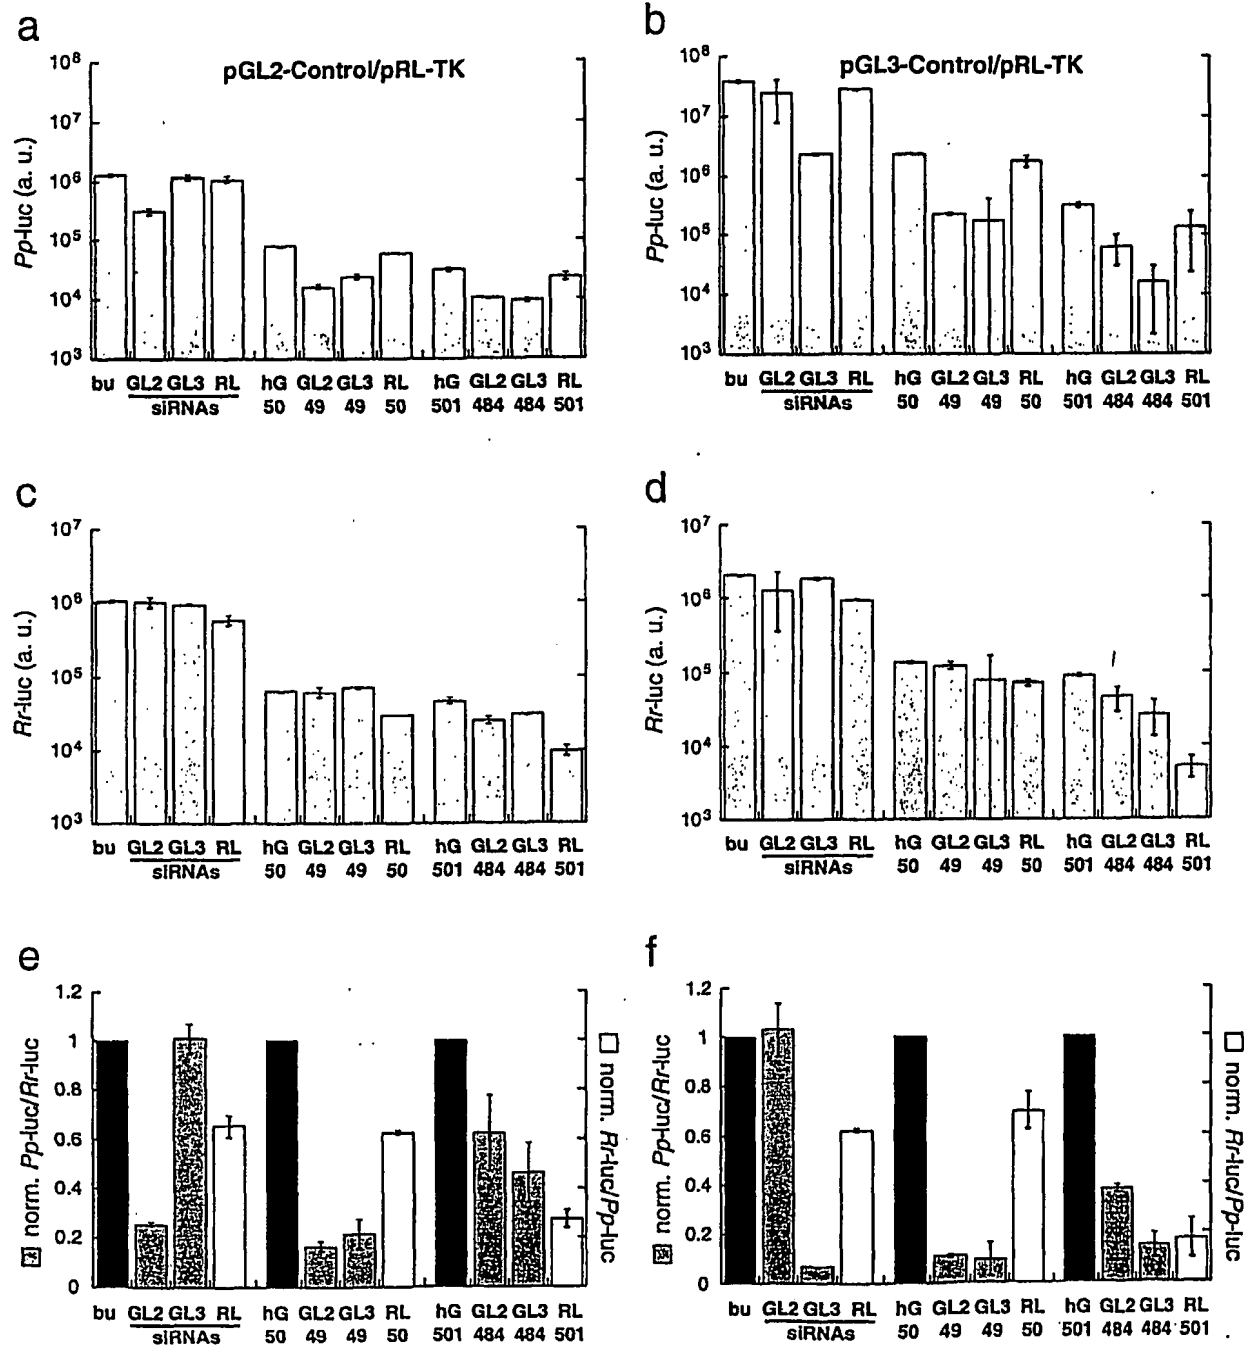 a
pGL2-Control/pRL-TK
Pp-luc (a. u.)
10⁸
10⁷
10⁶
10⁵
10⁴
10³
bu GL2 GL3 RL hG GL2 GL3 RL hG GL2 GL3 RL
siRNAs 50 49 49 50 501 484 484 501
b
pGL3-Control/pRL-TK
Pp-luc (a. u.)
10⁸
10⁷
10⁶
10⁵
10⁴
10³
bu GL2 GL3 RL hG GL2 GL3 RL hG GL2 GL3 RL
siRNAs 50 49 49 50 501 484 484 501
c
Rr-luc (a. u.)
10⁷
10⁶
10⁵
10⁴
10³
bu GL2 GL3 RL hG GL2 GL3 RL hG GL2 GL3 RL
siRNAs 50 49 49 50 501 484 484 501
d
Rr-luc (a. u.)
10⁷
10⁶
10⁵
10⁴
10³
bu GL2 GL3 RL hG GL2 GL3 RL hG GL2 GL3 RL
siRNAs 50 49 49 50 501 484 484 501
e
norm. Pp-luc/Rr-luc
1.2
1
0.8
0.6
0.4
0.2
0
norm. Rr-luc/Pp-luc
bu GL2 GL3 RL hG GL2 GL3 RL hG GL2 GL3 RL
siRNAs 50 49 49 50 501 484 484 501
f
norm. Pp-luc/Rr-luc
1.2
1
0.8
0.6
0.4
0.2
0
norm. Rr-luc/Pp-luc
bu GL2 GL3 RL hG GL2 GL3 RL hG GL2 GL3 RL
siRNAs 50 49 49 50 501 484 484 501